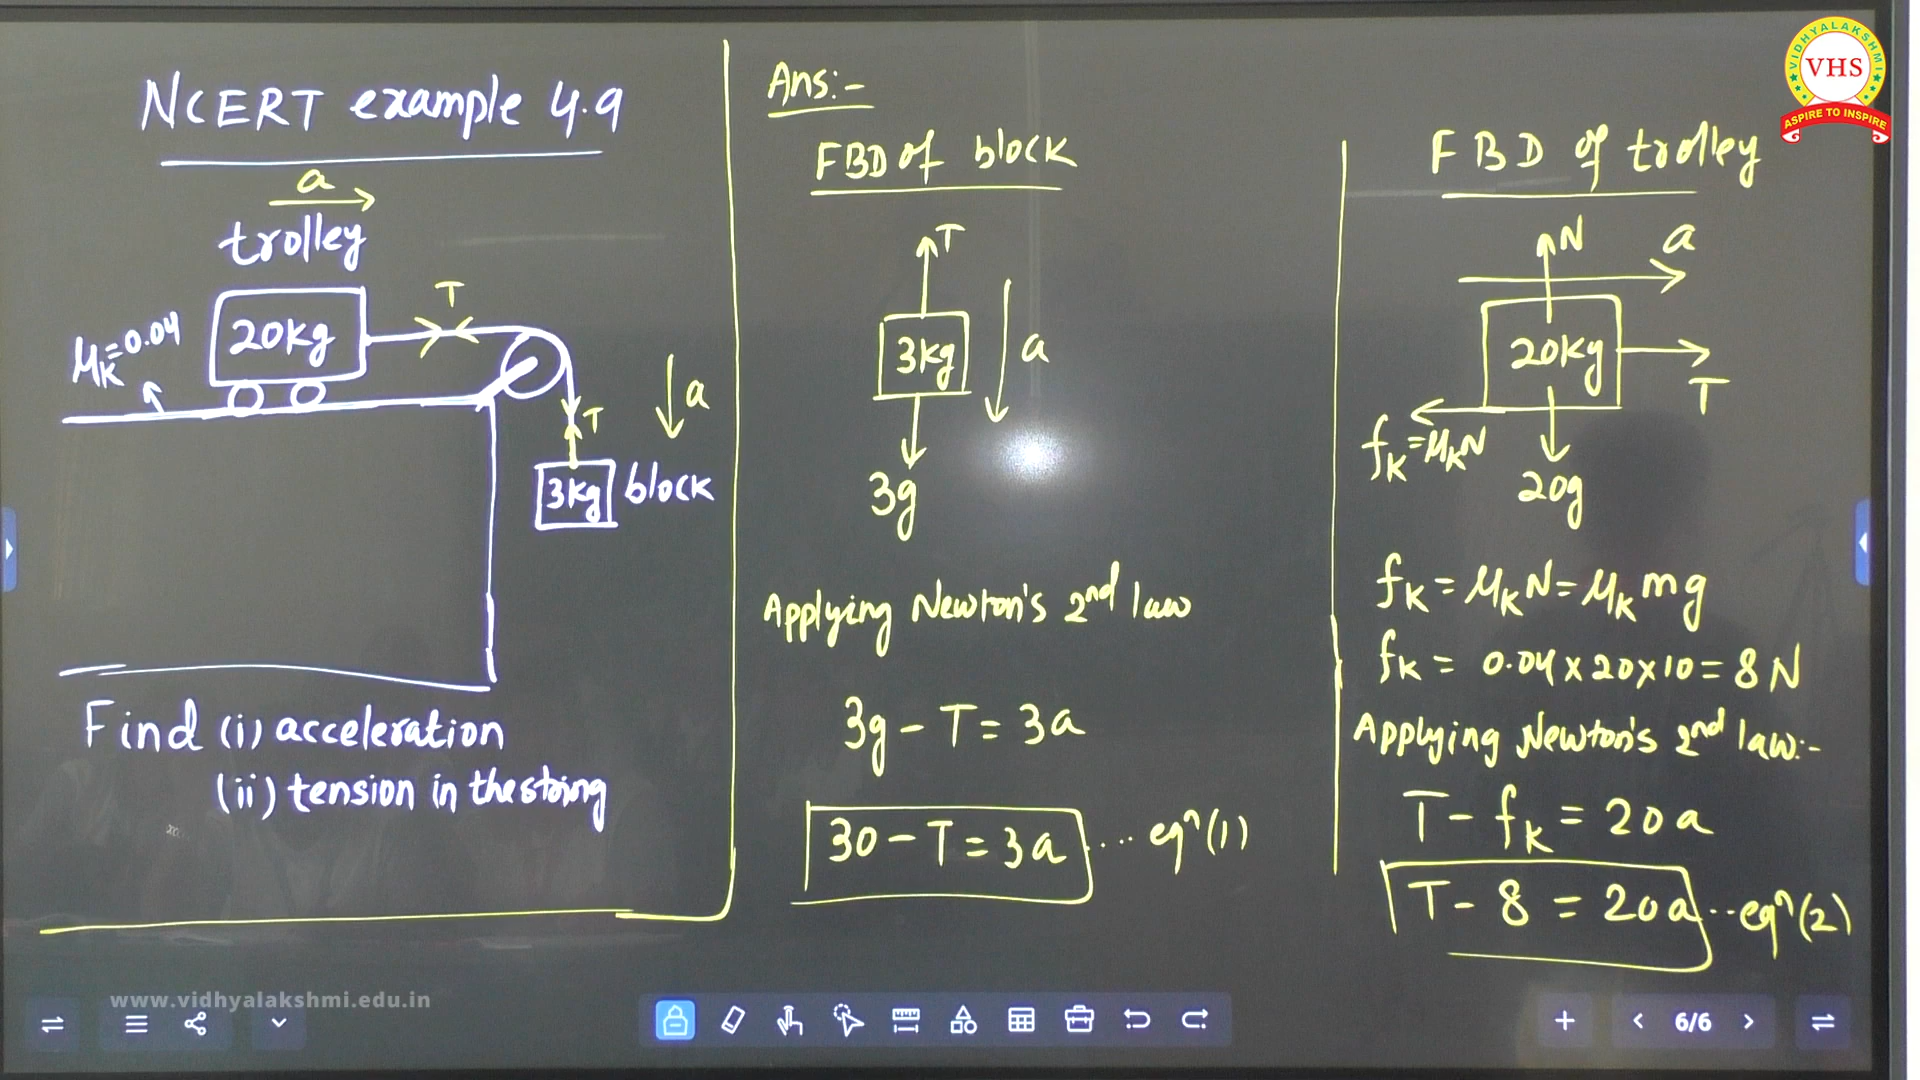 NCERT example 4.9
a
trolley
T
μK=0.04
20Kg
a
T
3Kg
block
Find (i) acceleration
(ii) tension in the string
Ans:-
FBD of block
T
3Kg
a
3g
Applying Newton's 2nd law
3g - T = 3a
30 - T = 3a ... eqn (1)
FBD of trolley
N
a
20Kg
T
fK=μKN
20g
fK = μKN = μKmg
fK = 0.04 x 20 x 10 = 8 N
Applying Newton's 2nd law:-
T - fK = 20a
T - 8 = 20a ... eqn (2)
VIDHYALAKSHMI
VHS
ASPIRE TO INSPIRE
www.vidhyalakshmi.edu.in
6/6